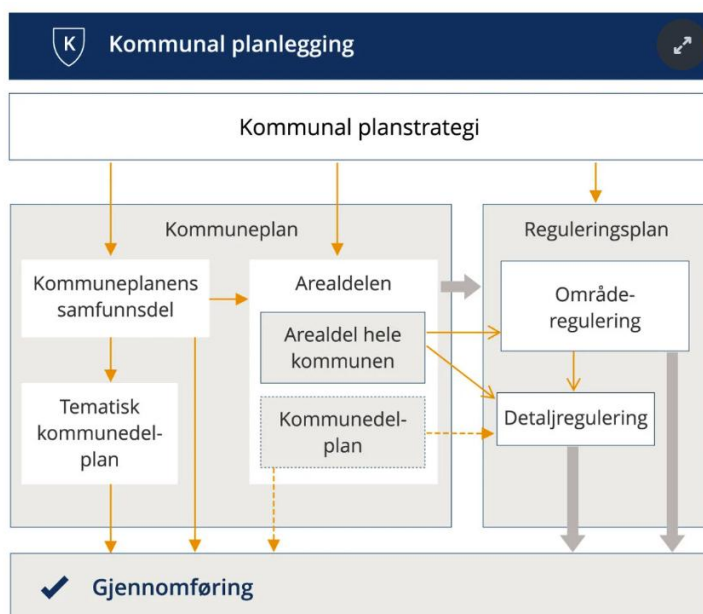 K
Kommunal planlegging
Kommunal planstrategi
Kommuneplan
Kommuneplanens
samfunnsdel
Tematisk
kommunedel-
plan
Arealdelen
Arealdel hele
kommunen
Kommunedel-
plan
Reguleringsplan
Område-
regulering
Detaljregulering
Gjennomføring